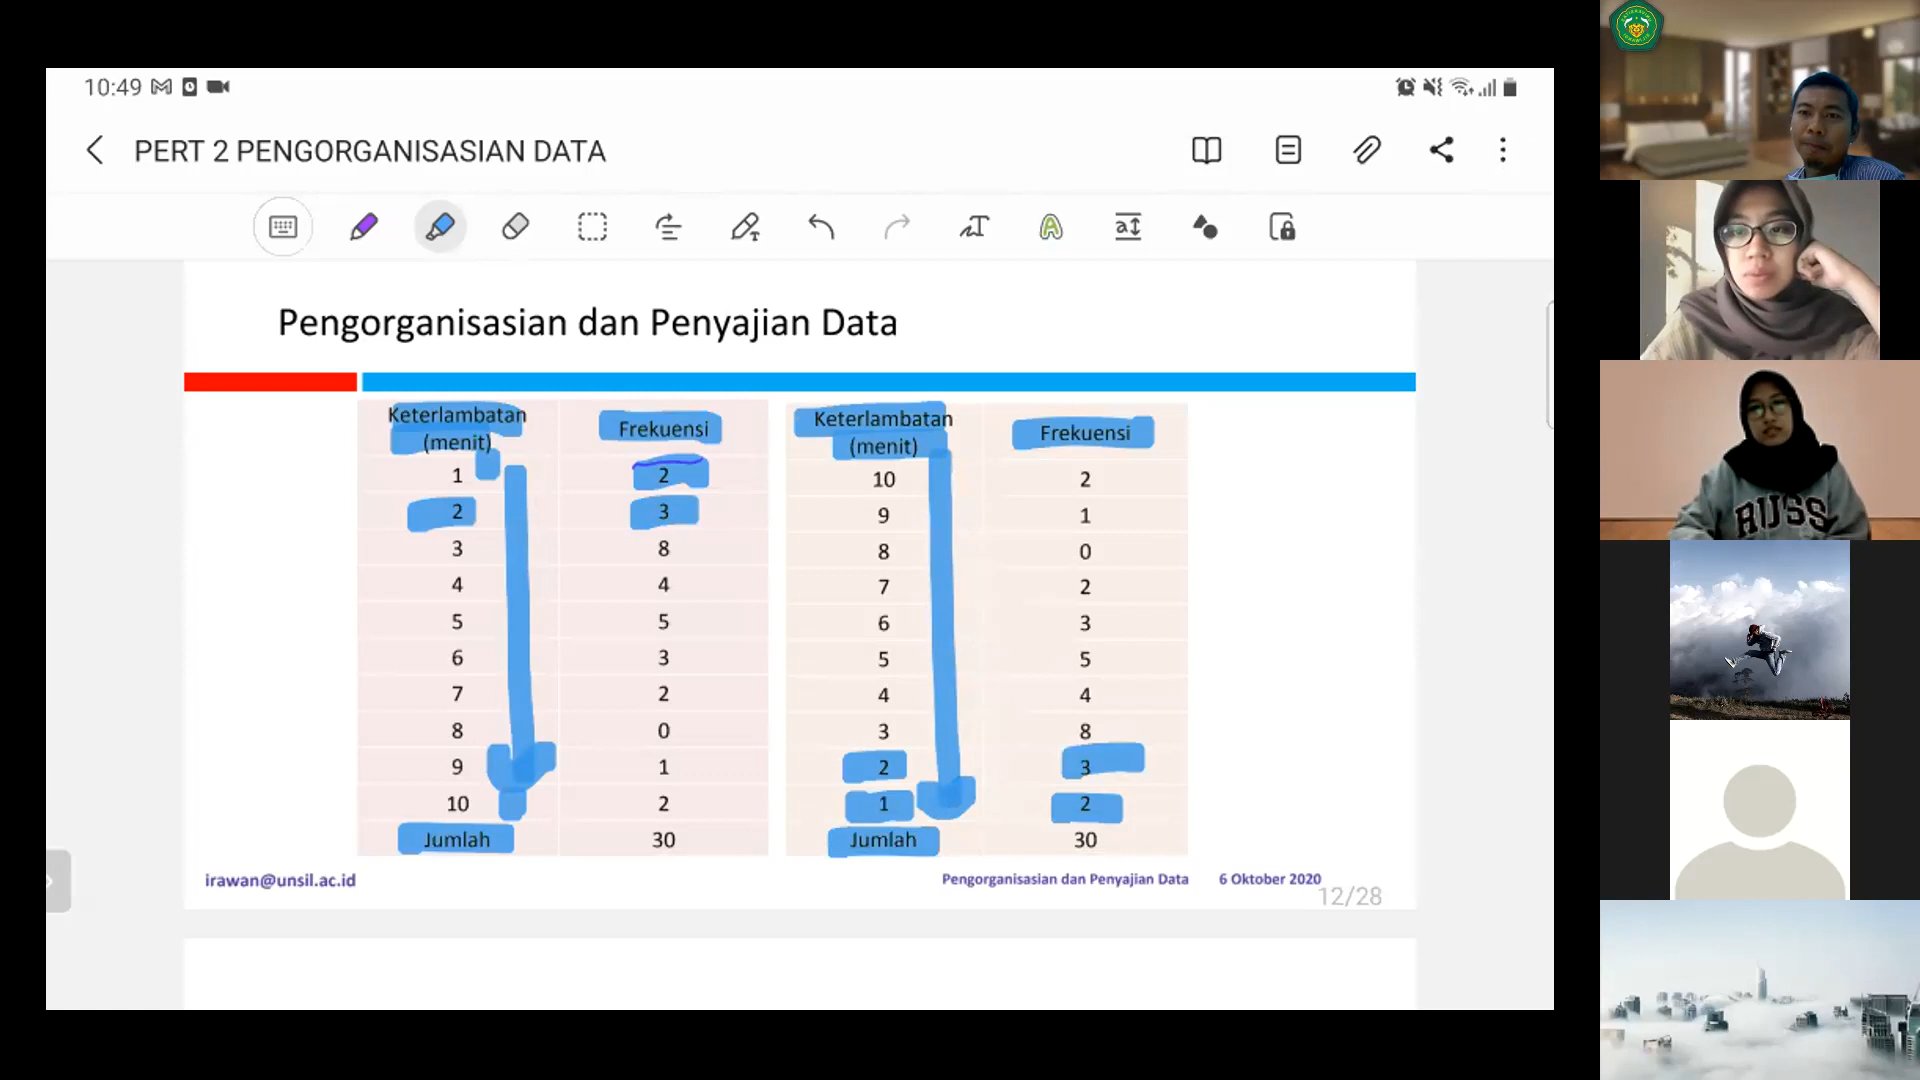 10:49
PERT 2 PENGORGANISASIAN DATA
Pengorganisasian dan Penyajian Data
Keterlambatan (menit) Frekuensi
1 2
2 3
3 8
4 4
5 5
6 3
7 2
8 0
9 1
10 2
Jumlah 30
Keterlambatan (menit) Frekuensi
10 2
9 1
8 0
7 2
6 3
5 5
4 4
3 8
2 3
1 2
Jumlah 30
irawan@unsil.ac.id
Pengorganisasian dan Penyajian Data 6 Oktober 2020
12/28
RUSS